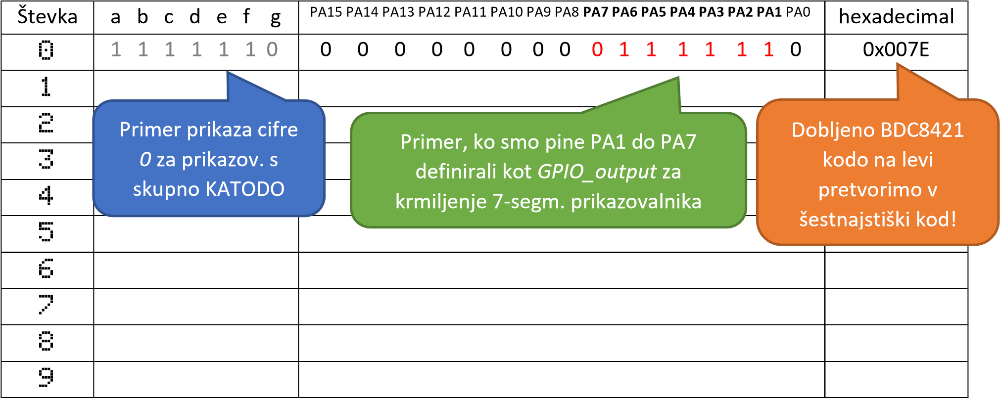 Števka a b c d e f g PA15 PA14 PA13 PA12 PA11 PA10 PA9 PA8 PA7 PA6 PA5 PA4 PA3 PA2 PA1 PA0 hexadecimal
0 1 1 1 1 1 1 0 0 0 0 0 0 0 0 0 0 1 1 1 1 1 1 0 0x007E
1
2
3
4
5
6
7
8
9
Primer prikaza cifre
0 za prikazov. s
skupno KATODO
Primer, ko smo pine PA1 do PA7
definirali kot GPIO_output za
krmiljenje 7-segm. prikazovalnika
Dobljeno BDC8421
kodo na levi
pretvorimo v
šestnajstiški kod!